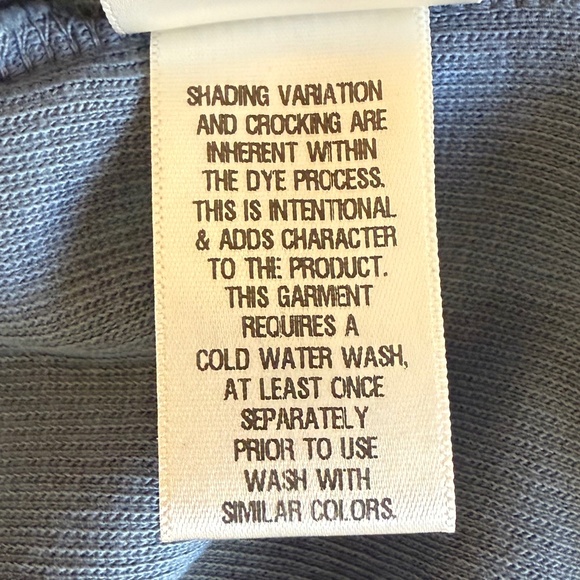 SHADING VARIATION
AND CROCKING ARE
INHERENT WITHIN
THE DYE PROCESS.
THIS IS INTENTIONAL
& ADDS CHARACTER
TO THE PRODUCT.
THIS GARMENT
REQUIRES A
COLD WATER WASH,
AT LEAST ONCE
SEPARATELY
PRIOR TO USE
WASH WITH
SIMILAR COLORS.